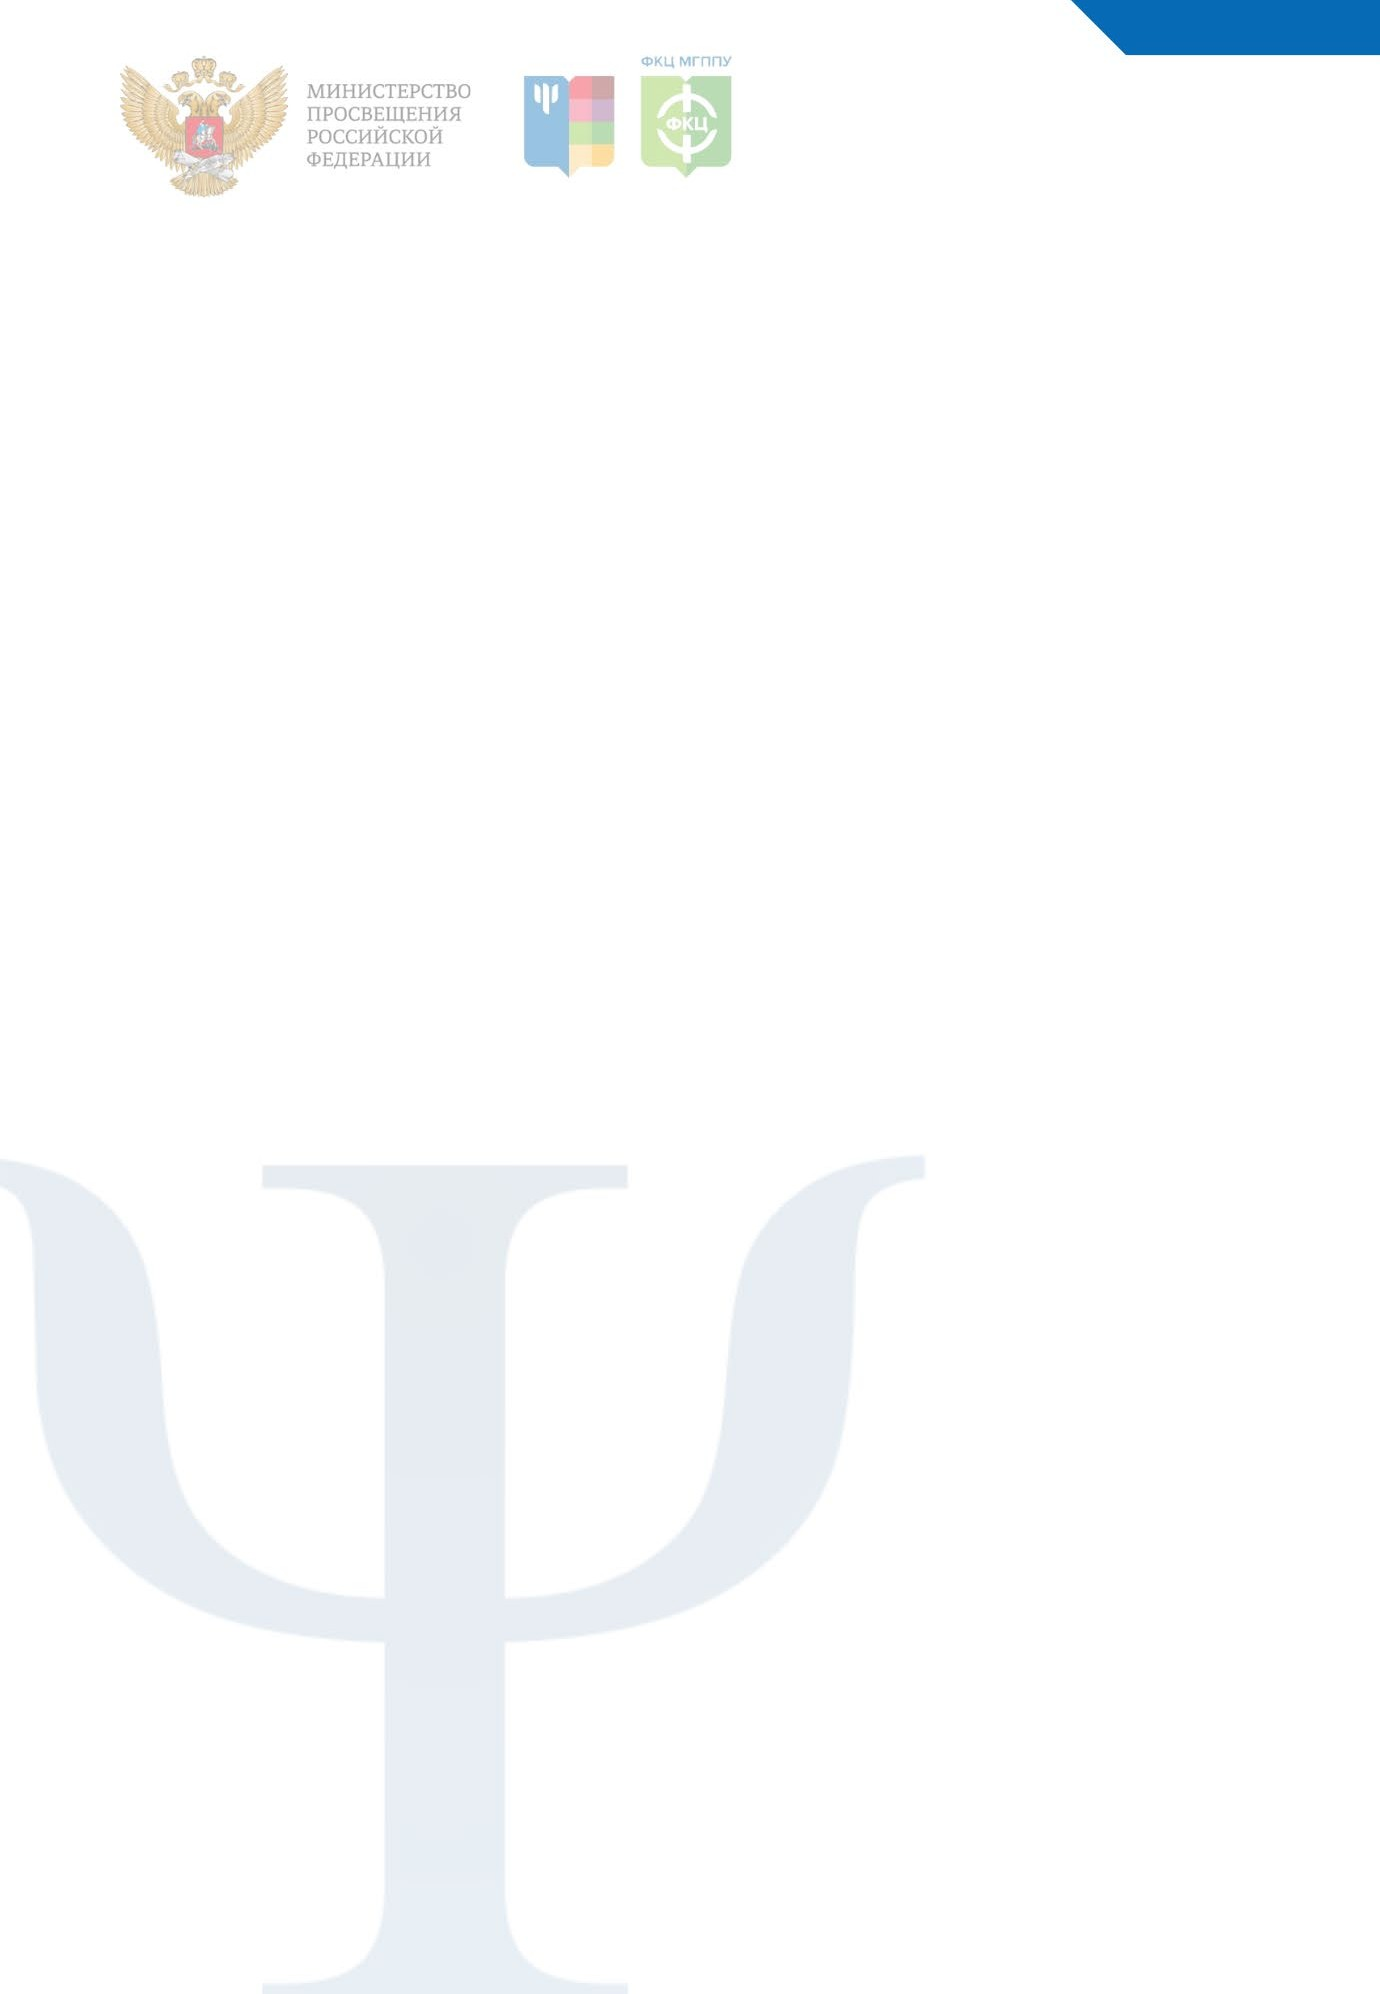 МИНИСТЕРСТВО
ПРОСВЕЩЕНИЯ
РОССИЙСКОЙ
ФЕДЕРАЦИИ
ФКЦ МГППУ
ФКЦ
Ψ